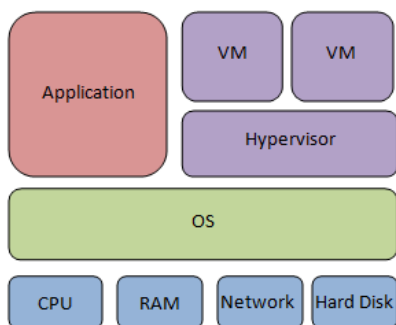 VM
VM
Application
Hypervisor
OS
CPU
RAM
Network
Hard Disk